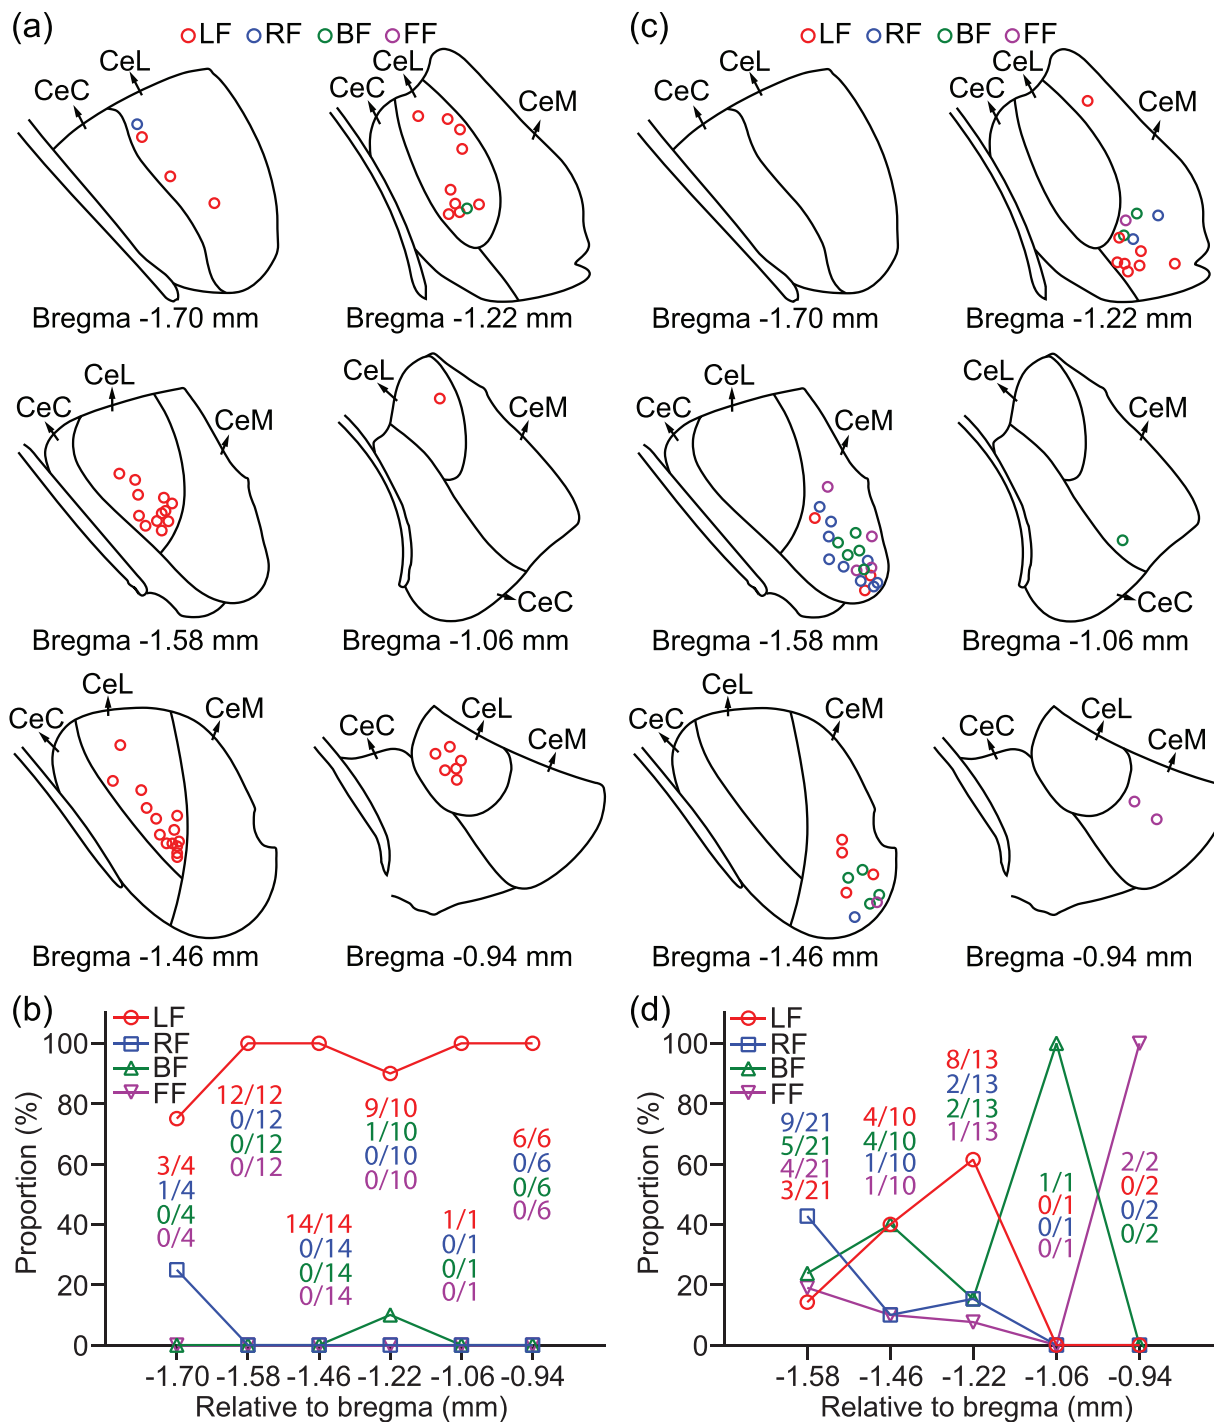 (a)
LF RF BF FF
CeL
CeC
CeL
CeC
CeM
Bregma -1.70 mm
Bregma -1.22 mm
CeL
CeC
CeM
CeL
CeM
CeC
Bregma -1.58 mm
Bregma -1.06 mm
CeL
CeC
CeM
CeL
CeC
CeM
Bregma -1.46 mm
Bregma -0.94 mm
(c)
LF RF BF FF
CeL
CeC
CeL
CeC
CeM
Bregma -1.70 mm
Bregma -1.22 mm
CeL
CeC
CeM
CeL
CeM
CeC
Bregma -1.58 mm
Bregma -1.06 mm
CeL
CeC
CeM
CeL
CeC
CeM
Bregma -1.46 mm
Bregma -0.94 mm
(b)
LF
RF
BF
FF
Proportion (%)
100
80
60
40
20
0
3/4
1/4
0/4
0/4
12/12
0/12
0/12
0/12
14/14
0/14
0/14
0/14
9/10
1/10
0/10
0/10
1/1
0/1
0/1
0/1
6/6
0/6
0/6
0/6
-1.70 -1.58 -1.46 -1.22 -1.06 -0.94
Relative to bregma (mm)
(d)
LF
RF
BF
FF
Proportion (%)
100
80
60
40
20
0
9/21
5/21
4/21
3/21
4/10
4/10
1/10
1/10
8/13
2/13
2/13
1/13
1/1
0/1
0/1
0/1
2/2
0/2
0/2
0/2
-1.58 -1.46 -1.22 -1.06 -0.94
Relative to bregma (mm)